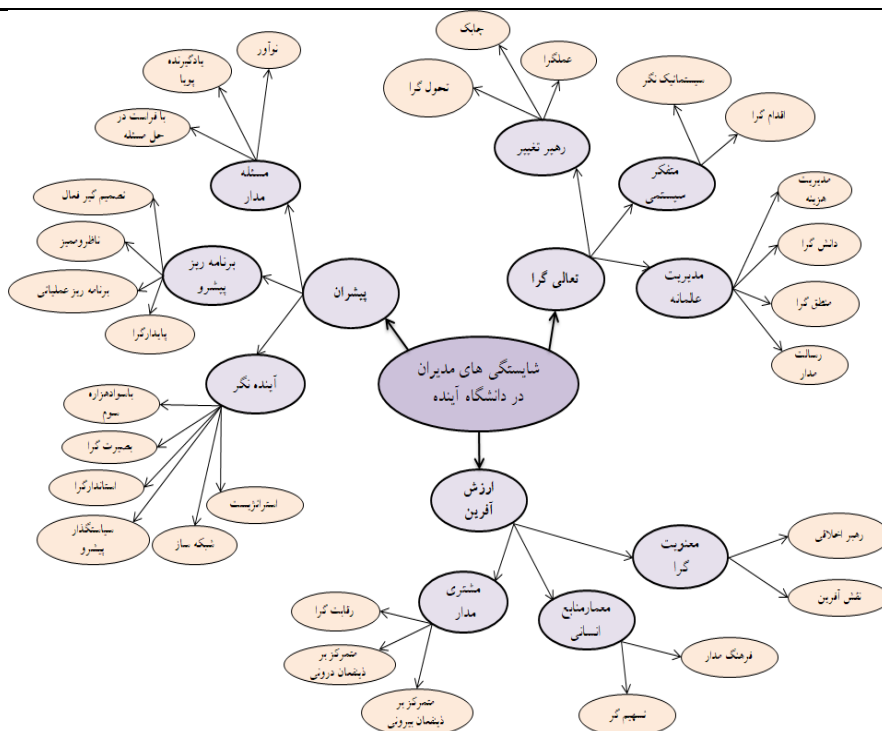 شایستگی های مدیران
در دانشگاه آینده
تعالی گرا
رهبر تغییر
چابک
عملگرا
تحول گرا
متفکر
سیستمی
سیستماتیک نگر
اقدام گرا
مدیریت
عالمانه
مدیریت
هزینه
دانش گرا
منطق گرا
رسالت
مدار
پیشران
مسئله
مدار
نوآور
یادگیرنده
پویا
با فراست در
حل مسئله
برنامه ریز
پیشرو
تصمیم گیر فعال
ناظروممیز
برنامه ریز عملیاتی
پایدارگرا
آینده نگر
باسوادهزاره
سوم
بصیرت گرا
استاندارگرا
سیاستگذار
پیشرو
شبکه ساز
استراتژیست
ارزش
آفرین
معنویت
گرا
رهبر اخلاقی
نقش آفرین
معمارمنابع
انسانی
فرهنگ مدار
تسهیم گر
مشتری
مدار
رقابت گرا
متمرکز بر
ذینفعان درونی
متمرکز بر
ذینفعان بیرونی